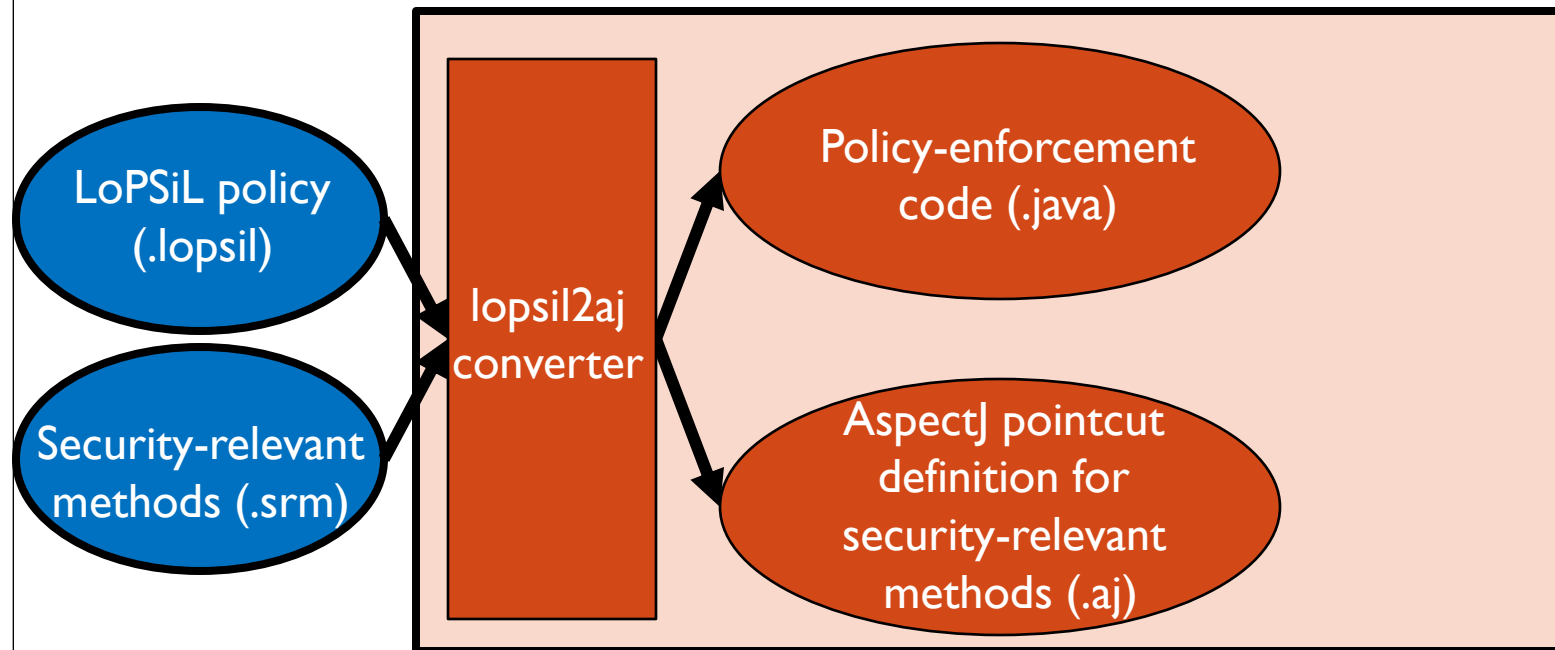 LoPSiL policy
(.lopsil)
Security-relevant
methods (.srm)
lopsil2aj
converter
Policy-enforcement
code (.java)
AspectJ pointcut
definition for
security-relevant
methods (.aj)